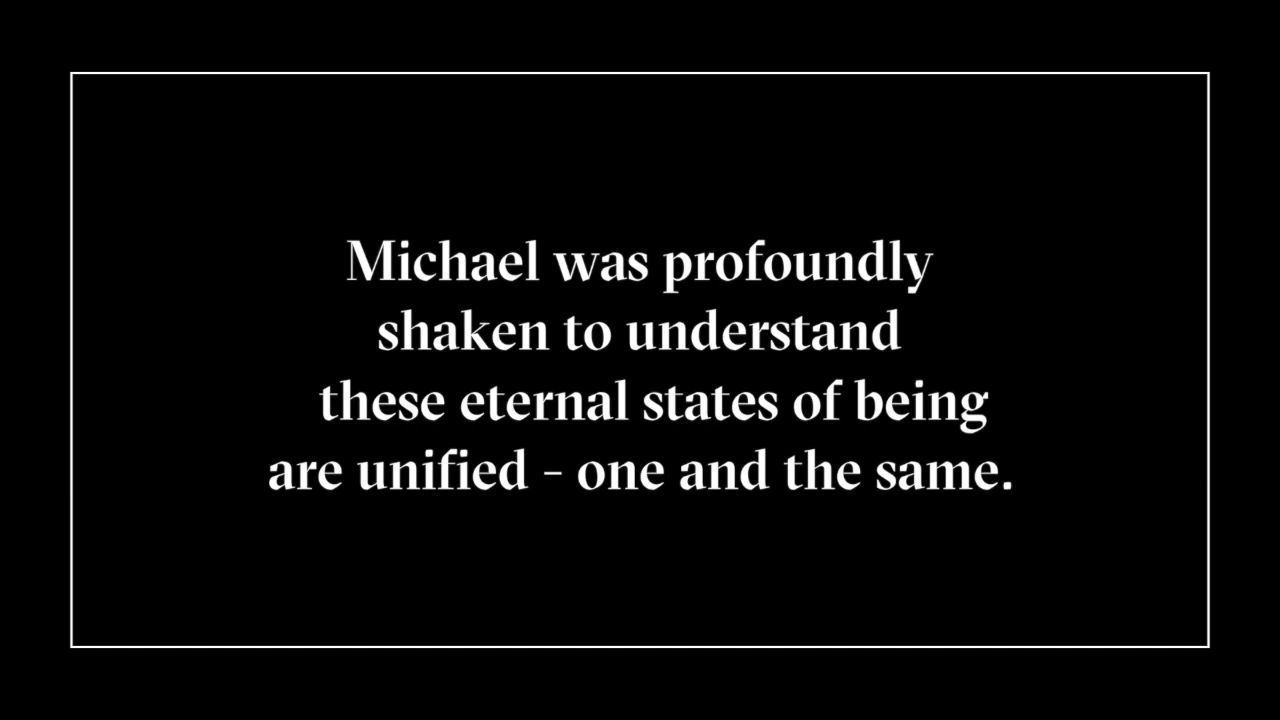 Michael was profoundly
shaken to understand
these eternal states of being
are unified - one and the same.